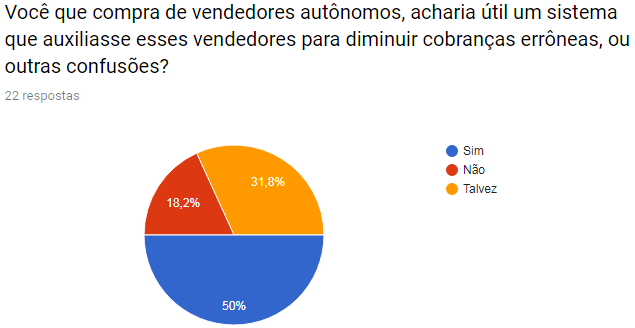 Você que compra de vendedores autônomos, acharia útil um sistema
que auxiliasse esses vendedores para diminuir cobranças errôneas, ou
outras confusões?
22 respostas
Sim
Não
Talvez
31,8%
18,2%
50%